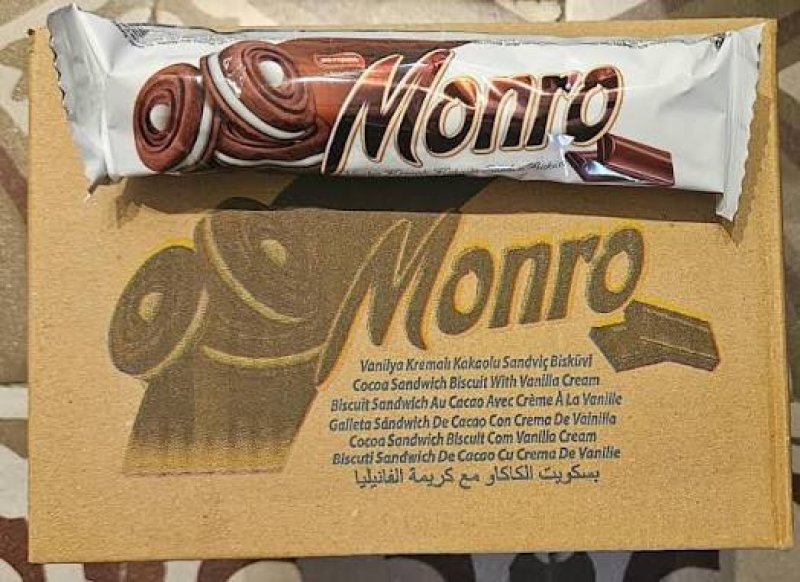 Monro
Monro
Vanilya Kremalı Kakaolu Sandviç Bisküvi
Cocoa Sandwich Biscuit With Vanilla Cream
Biscuit Sandwich Au Cacao Avec Crème À La Vanille
Galleta Sándwich De Cacao Con Crema De Vainilla
Cocoa Sandwich Biscuit Com Vanilla Cream
Biscuti Sandwich De Cacao Cu Crema De Vanilie
بسكويت الكاكاو مع كريمة الفانيليا